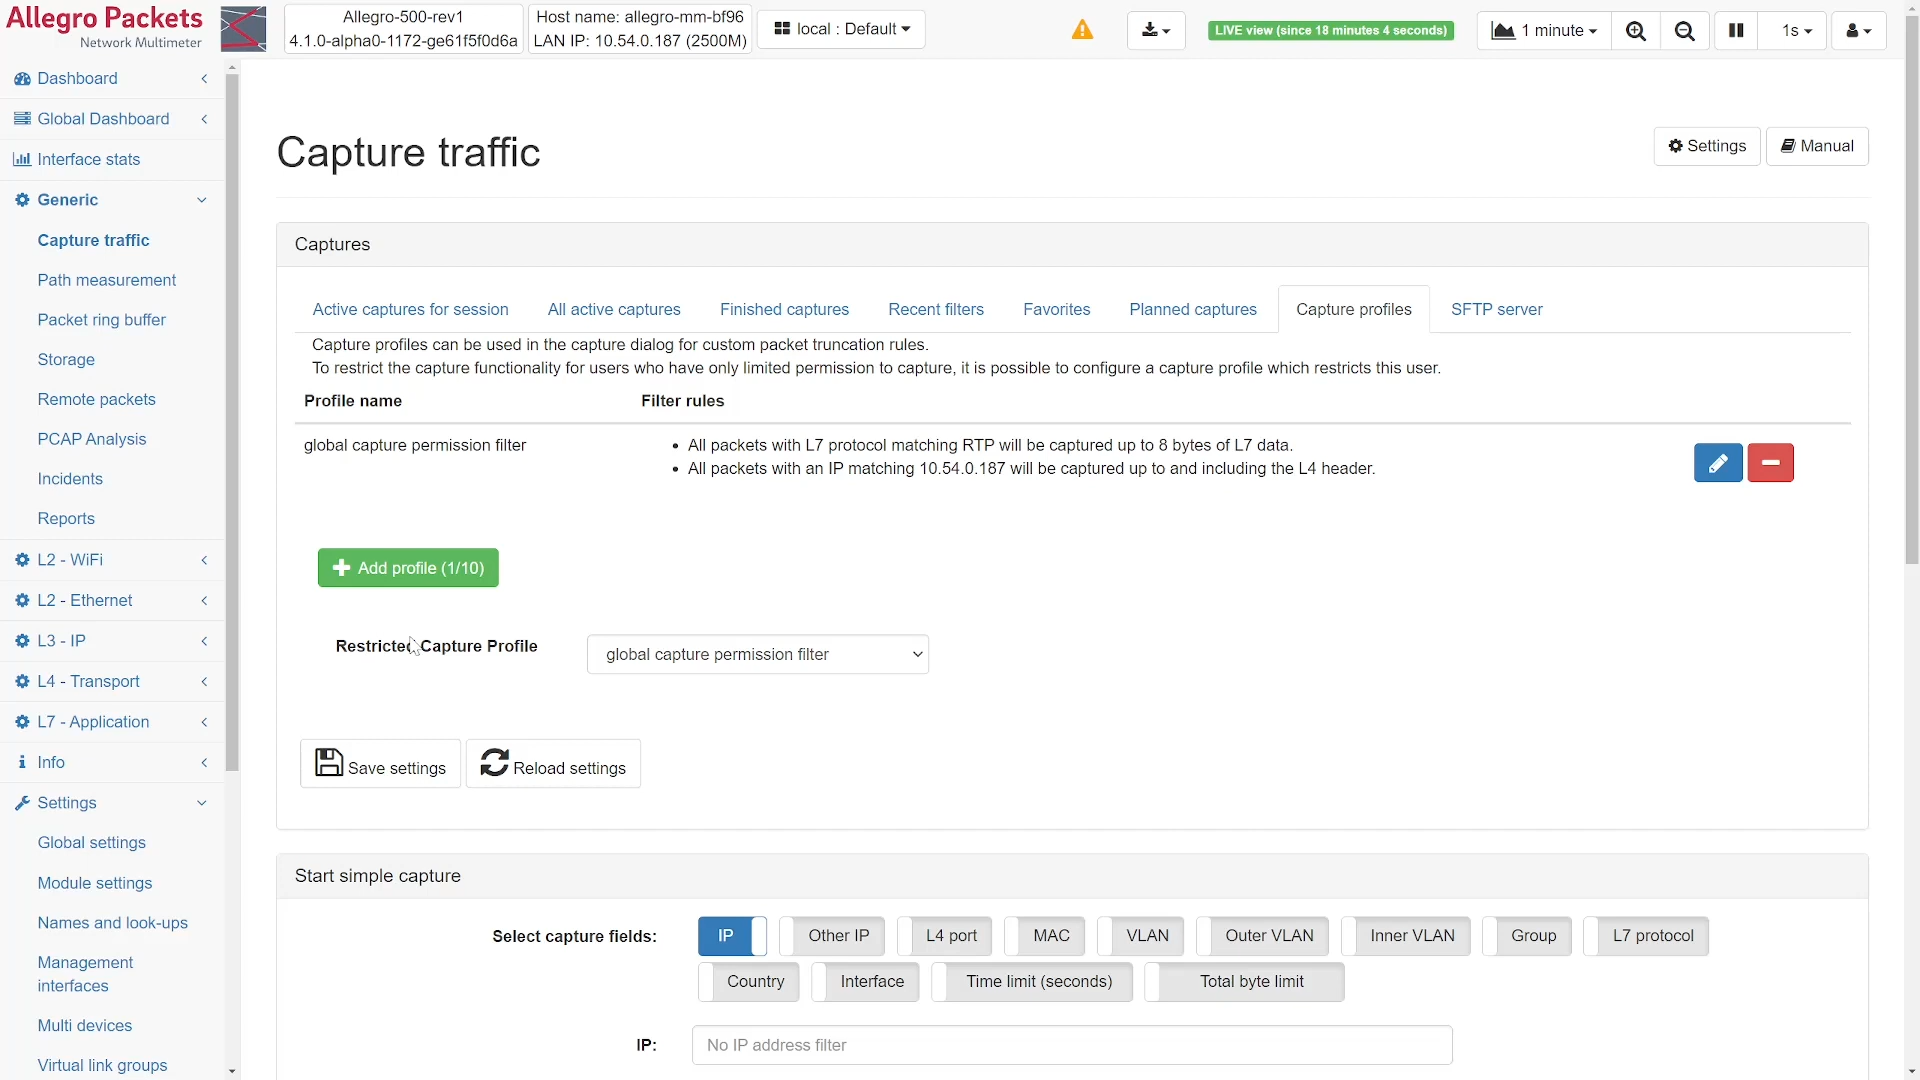 Allegro Packets
Network Multimeter
Allegro-500-rev1
4.1.0-alpha0-1172-ge61f5f0d6a
Host name: allegro-mm-bf96
LAN IP: 10.54.0.187 (2500M)
local : Default
LIVE view (since 18 minutes 4 seconds)
1 minute
1s
Dashboard
Global Dashboard
Interface stats
Generic
Capture traffic
Path measurement
Packet ring buffer
Storage
Remote packets
PCAP Analysis
Incidents
Reports
L2 - WiFi
L2 - Ethernet
L3 - IP
L4 - Transport
L7 - Application
Info
Settings
Global settings
Module settings
Names and look-ups
Management
interfaces
Multi devices
Virtual link groups
Capture traffic
Settings
Manual
Captures
Active captures for session
All active captures
Finished captures
Recent filters
Favorites
Planned captures
Capture profiles
SFTP server
Capture profiles can be used in the capture dialog for custom packet truncation rules.
To restrict the capture functionality for users who have only limited permission to capture, it is possible to configure a capture profile which restricts this user.
Profile name
Filter rules
global capture permission filter
• All packets with L7 protocol matching RTP will be captured up to 8 bytes of L7 data.
• All packets with an IP matching 10.54.0.187 will be captured up to and including the L4 header.
Add profile (1/10)
Restricted Capture Profile
global capture permission filter
Save settings
Reload settings
Start simple capture
Select capture fields:
IP
Other IP
L4 port
MAC
VLAN
Outer VLAN
Inner VLAN
Group
L7 protocol
Country
Interface
Time limit (seconds)
Total byte limit
IP:
No IP address filter